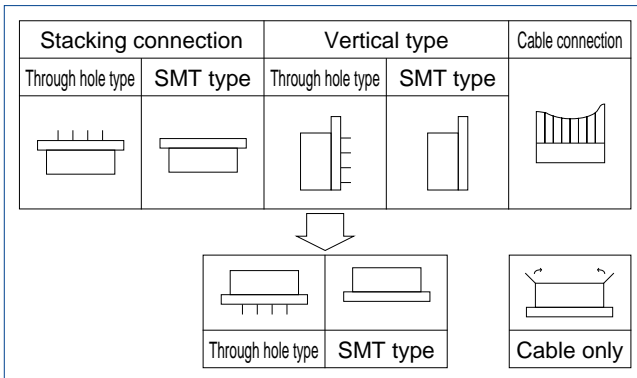 Stacking connection
Vertical type
Cable connection
Through hole type
SMT type
Through hole type
SMT type
Through hole type
SMT type
Cable only